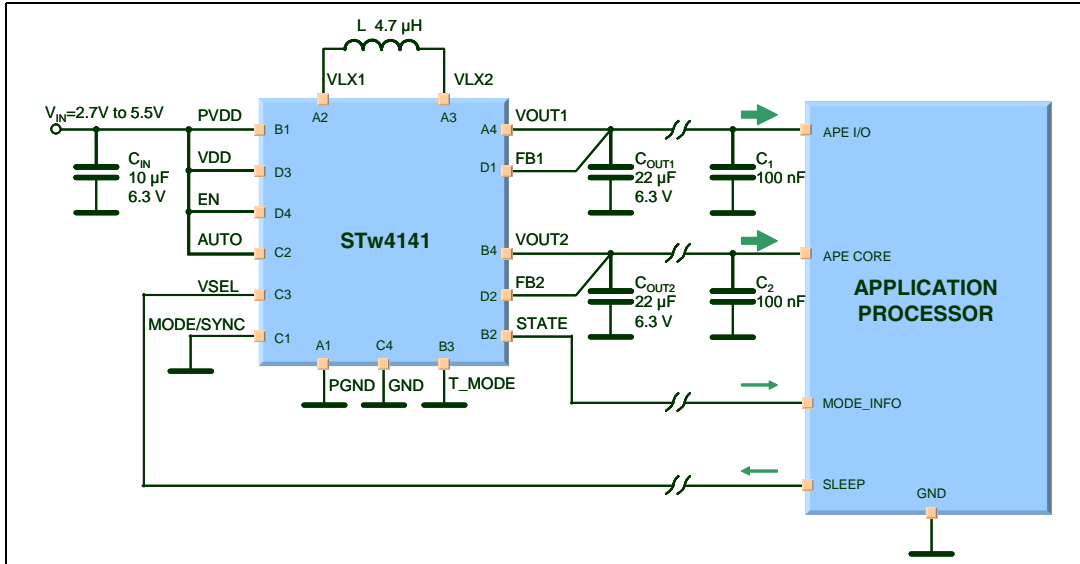 L 4.7 µH
VLX1
VLX2
A2
A3
VIN=2.7V to 5.5V
PVDD
B1
VDD
D3
EN
D4
AUTO
C2
VSEL
C3
MODE/SYNC
C1
CIN
10 µF
6.3 V
STw4141
A1
C4
B3
PGND
GND
T_MODE
A4
VOUT1
D1
FB1
B4
VOUT2
D2
FB2
B2
STATE
COUT1
22 µF
6.3 V
C1
100 nF
COUT2
22 µF
6.3 V
C2
100 nF
APE I/O
APE CORE
APPLICATION
PROCESSOR
MODE_INFO
SLEEP
GND